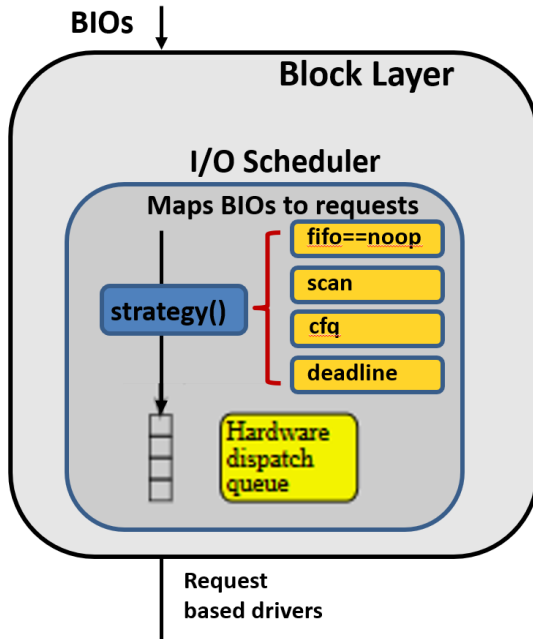 BIOs
Block Layer
I/O Scheduler
Maps BIOs to requests
fifo==noop
scan
strategy()
cfq
deadline
Hardware
dispatch
queue
Request
based drivers